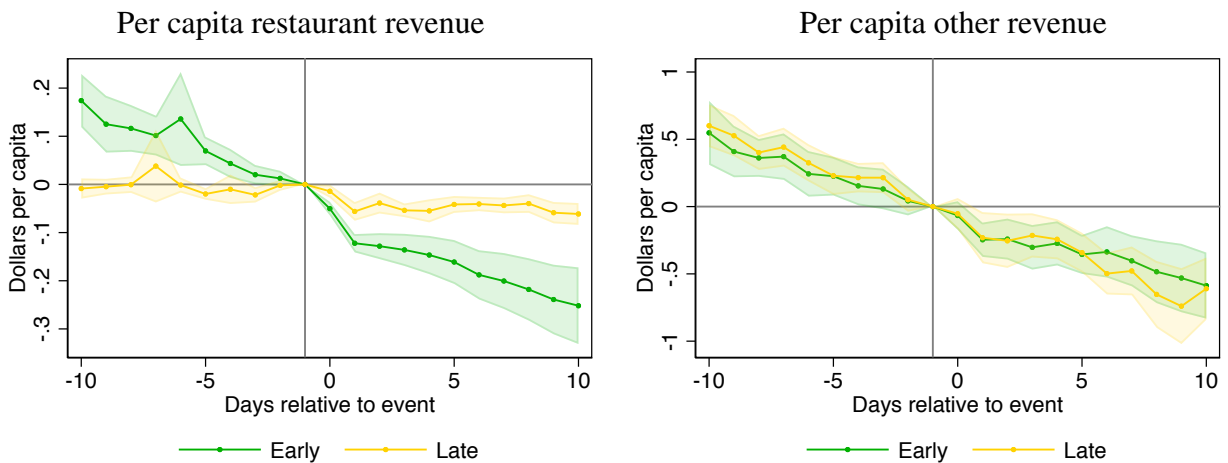 Per capita restaurant revenue
Dollars per capita
.2
.1
0
-.1
-.2
-.3
-10
-5
0
5
10
Days relative to event
Early
Late
Per capita other revenue
Dollars per capita
1
.5
0
-.5
-1
-10
-5
0
5
10
Days relative to event
Early
Late